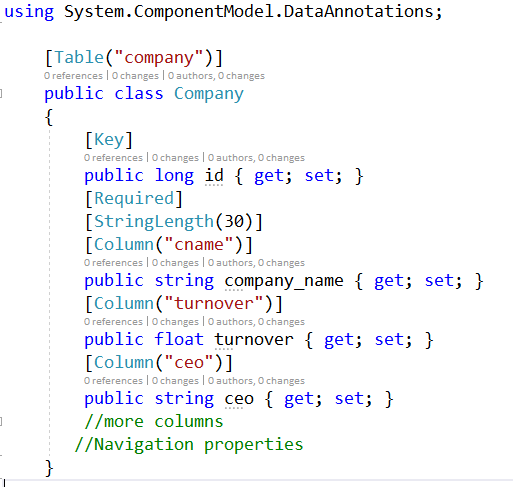 using System.ComponentModel.DataAnnotations;
[Table("company")]
0 references | 0 changes | 0 authors, 0 changes
public class Company
{
[Key]
0 references | 0 changes | 0 authors, 0 changes
public long id { get; set; }
[Required]
[StringLength(30)]
[Column("cname")]
0 references | 0 changes | 0 authors, 0 changes
public string company_name { get; set; }
[Column("turnover")]
0 references | 0 changes | 0 authors, 0 changes
public float turnover { get; set; }
[Column("ceo")]
0 references | 0 changes | 0 authors, 0 changes
public string ceo { get; set; }
//more columns
//Navigation properties
}